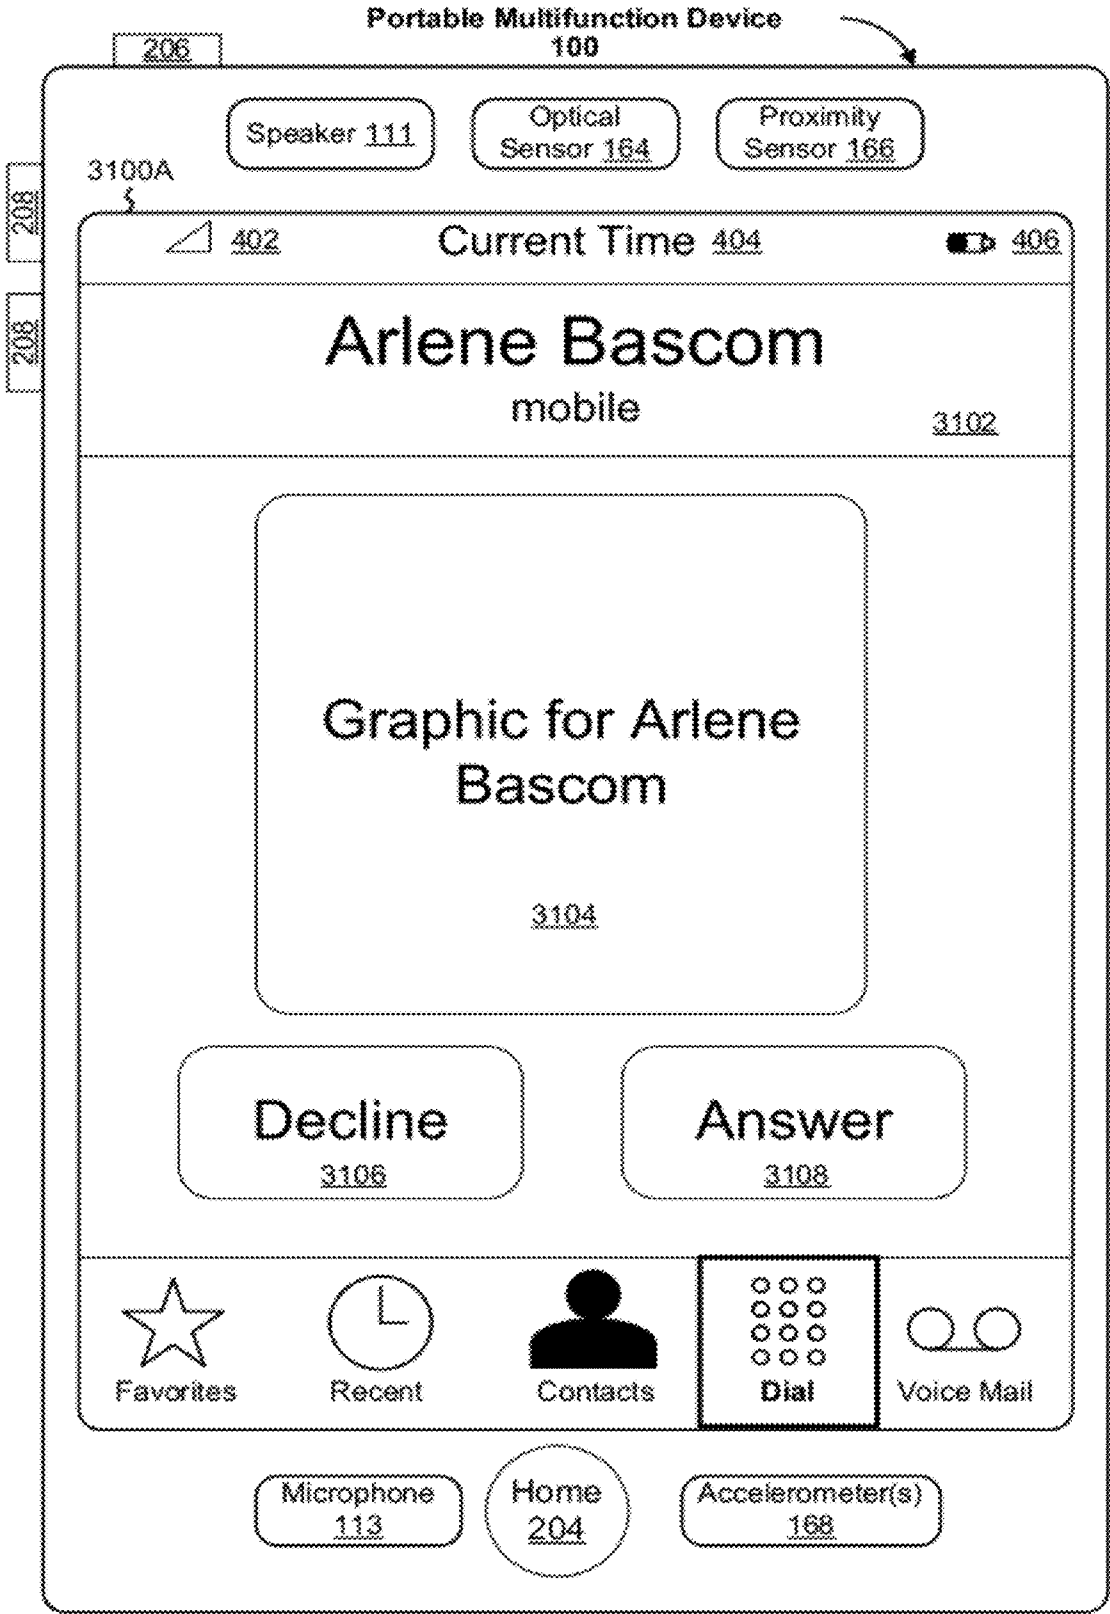 Portable Multifunction Device
100
206
Speaker 111
Optical
Sensor 164
Proximity
Sensor 166
3100A
208
208
402
Current Time 404
406
Arlene Bascom
mobile
3102
Graphic for Arlene
Bascom
3104
Decline
3106
Answer
3108
Favorites
Recent
Contacts
Dial
Voice Mail
Microphone
113
Home
204
Accelerometer(s)
168